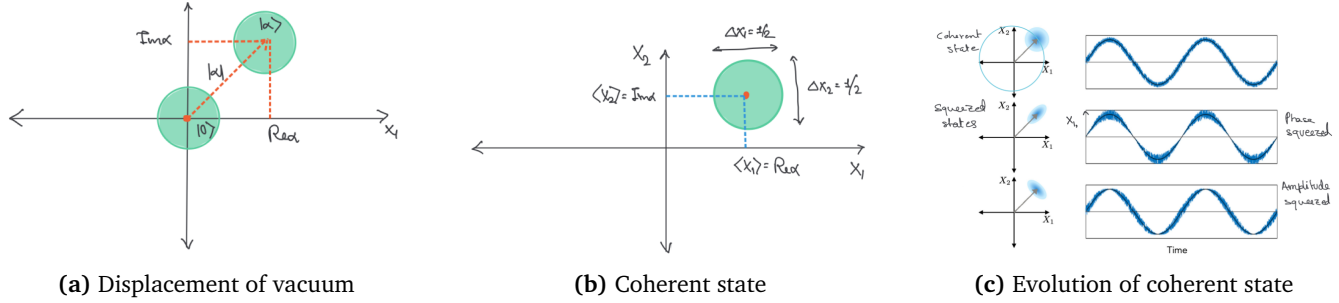 Imα
|α⟩
|α|
|0⟩
Reα
X₁
(a) Displacement of vacuum
X₂
ΔX₁=1/2
⟨X₂⟩=Imα
ΔX₂=1/2
⟨X₁⟩=Reα
X₁
(b) Coherent state
Coherent state
X₂
X₁
Squeezed states
X₂
X₁
X₁
Phase squeezed
X₂
X₁
Amplitude squeezed
Time
(c) Evolution of coherent state